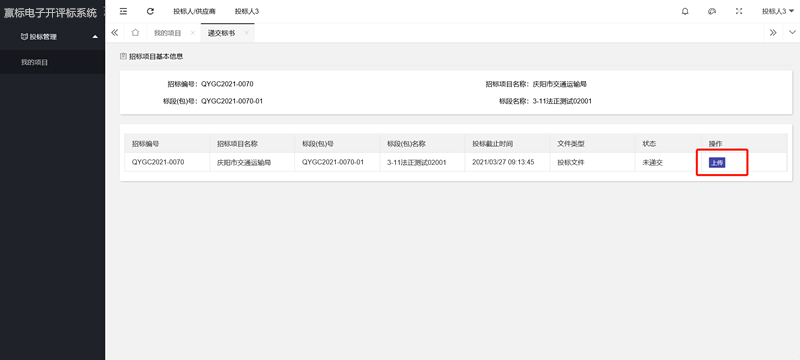 赢标电子开评标系统
投标人/供应商 投标人3 投标人3
投标管理
我的项目 递交标书
我的项目
招标项目基本信息
招标编号: QYGC2021-0070 招标项目名称: 庆阳市交通运输局
标段(包)号: QYGC2021-0070-01 标段名称: 3-11法正测试02001
招标编号 招标项目名称 标段(包)号 标段(包)名称 投标截止时间 文件类型 状态 操作
QYGC2021-0070 庆阳市交通运输局 QYGC2021-0070-01 3-11法正测试02001 2021/03/27 09:13:45 投标文件 未递交 上传